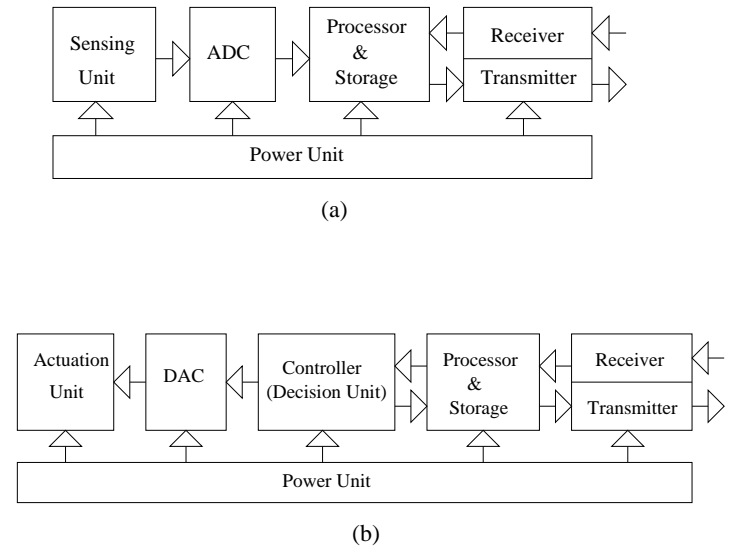 Sensing
Unit
ADC
Processor
&
Storage
Receiver
Transmitter
Power Unit
(a)
Actuation
Unit
DAC
Controller
(Decision Unit)
Processor
&
Storage
Receiver
Transmitter
Power Unit
(b)